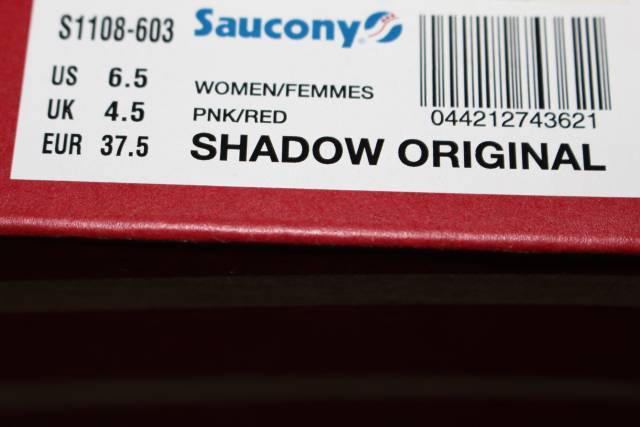 S1108-603 Saucony®
US 6.5
UK 4.5
EUR 37.5
WOMEN/FEMMES
PNK/RED
SHADOW ORIGINAL
044212743621